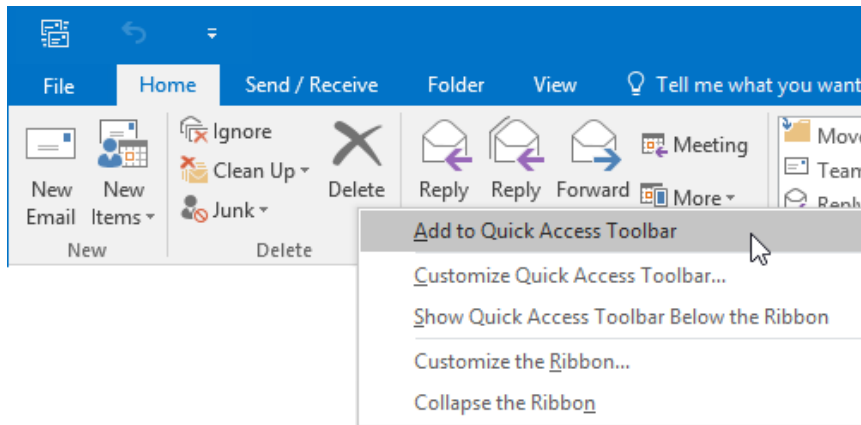 File Home Send / Receive Folder View Tell me what you want
Ignore
Clean Up
Junk
New Email
New Items
Delete
Reply
Reply
Forward
Meeting
More
New
Delete
Add to Quick Access Toolbar
Customize Quick Access Toolbar...
Show Quick Access Toolbar Below the Ribbon
Customize the Ribbon...
Collapse the Ribbon